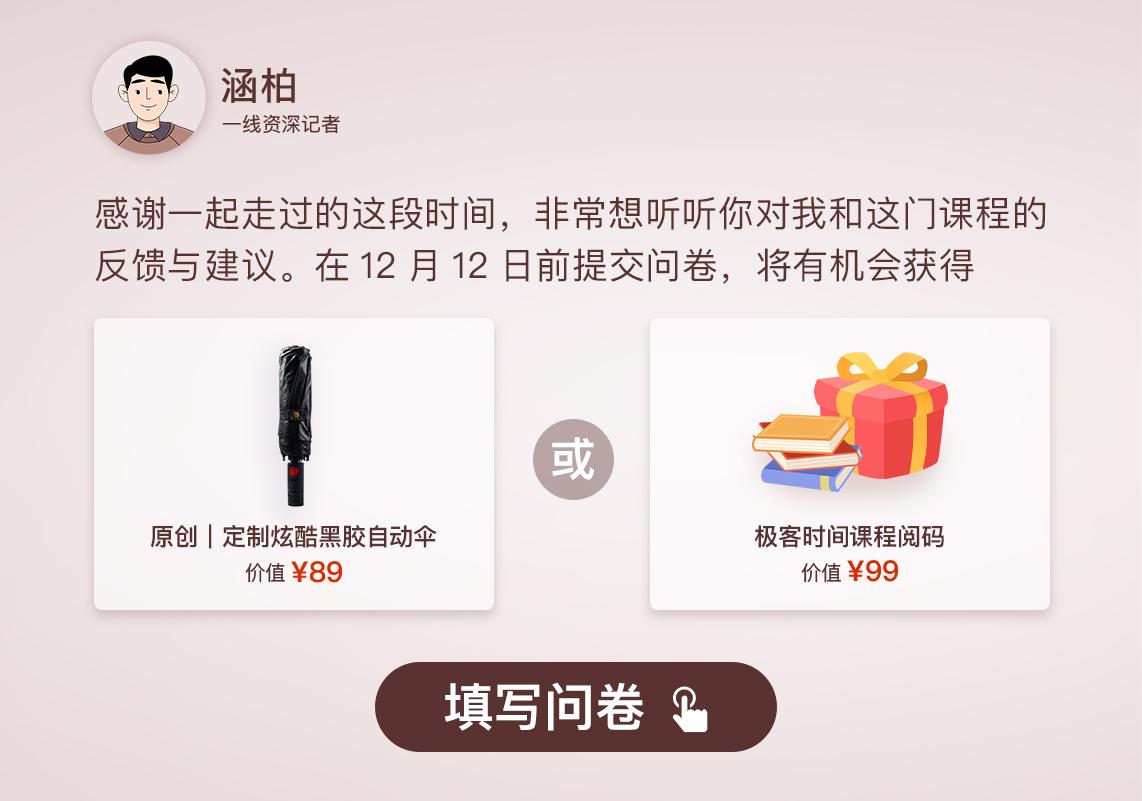 涵柏
一线资深记者
感谢一起走过的这段时间，非常想听听你对我和这门课程的
反馈与建议。在 12 月 12 日前提交问卷，将有机会获得
原创｜定制炫酷黑胶自动伞
价值 ¥89
或
极客时间课程阅码
价值 ¥99
填写问卷